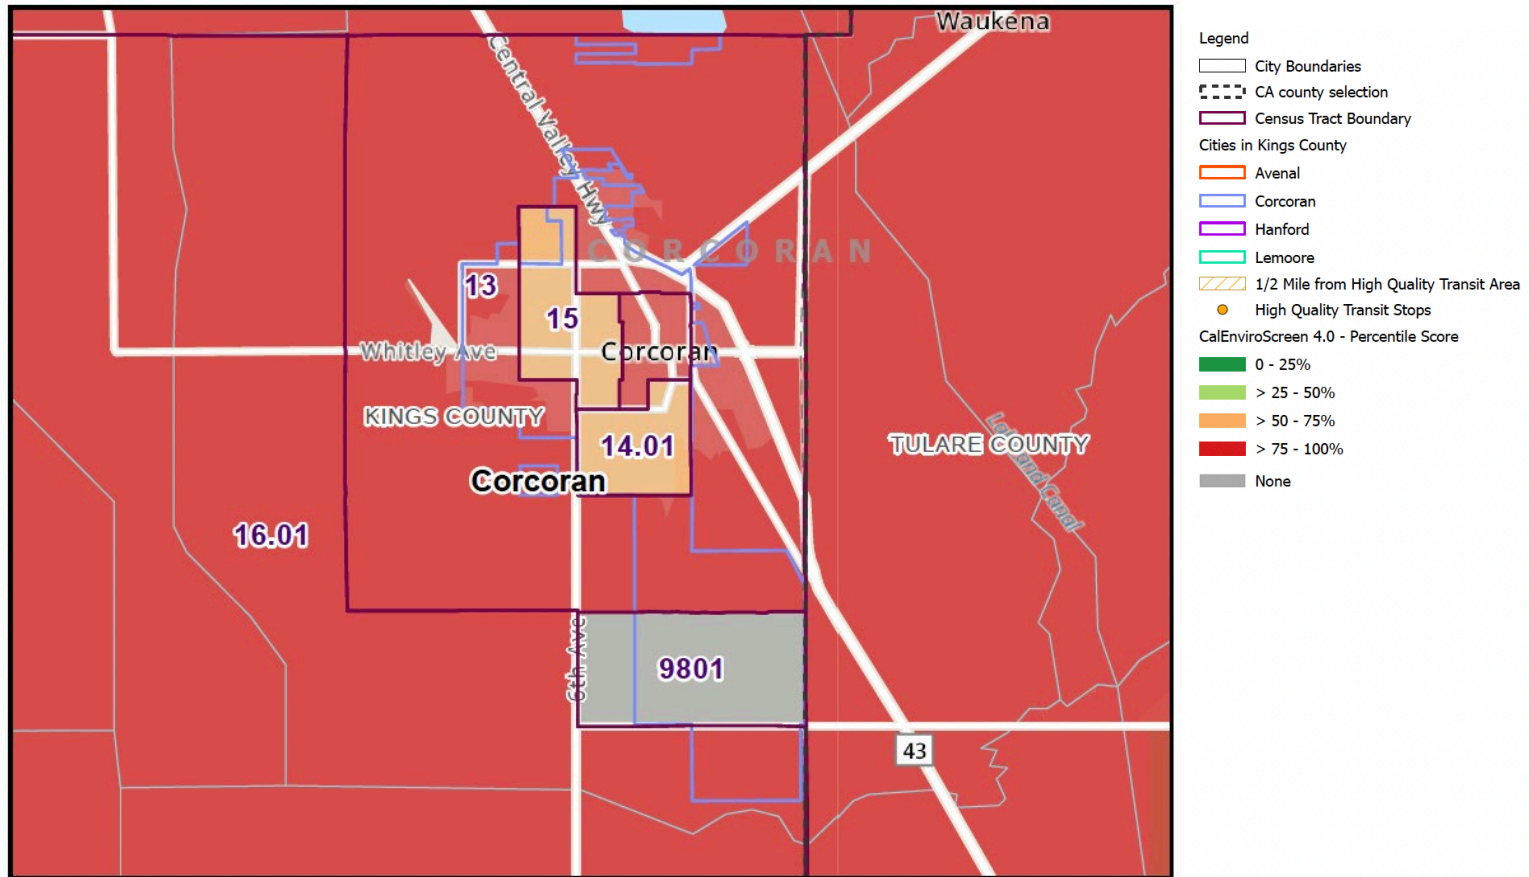 Waukena
Central Valley Hwy
CORCORAN
13
15
Whitley Ave
Corcoran
KINGS COUNTY
14.01
TULARE COUNTY
Lakeland Canal
Corcoran
16.01
6th Ave
9801
43
Legend
City Boundaries
CA county selection
Census Tract Boundary
Cities in Kings County
Avenal
Corcoran
Hanford
Lemoore
1/2 Mile from High Quality Transit Area
High Quality Transit Stops
CalEnviroScreen 4.0 - Percentile Score
0 - 25%
> 25 - 50%
> 50 - 75%
> 75 - 100%
None